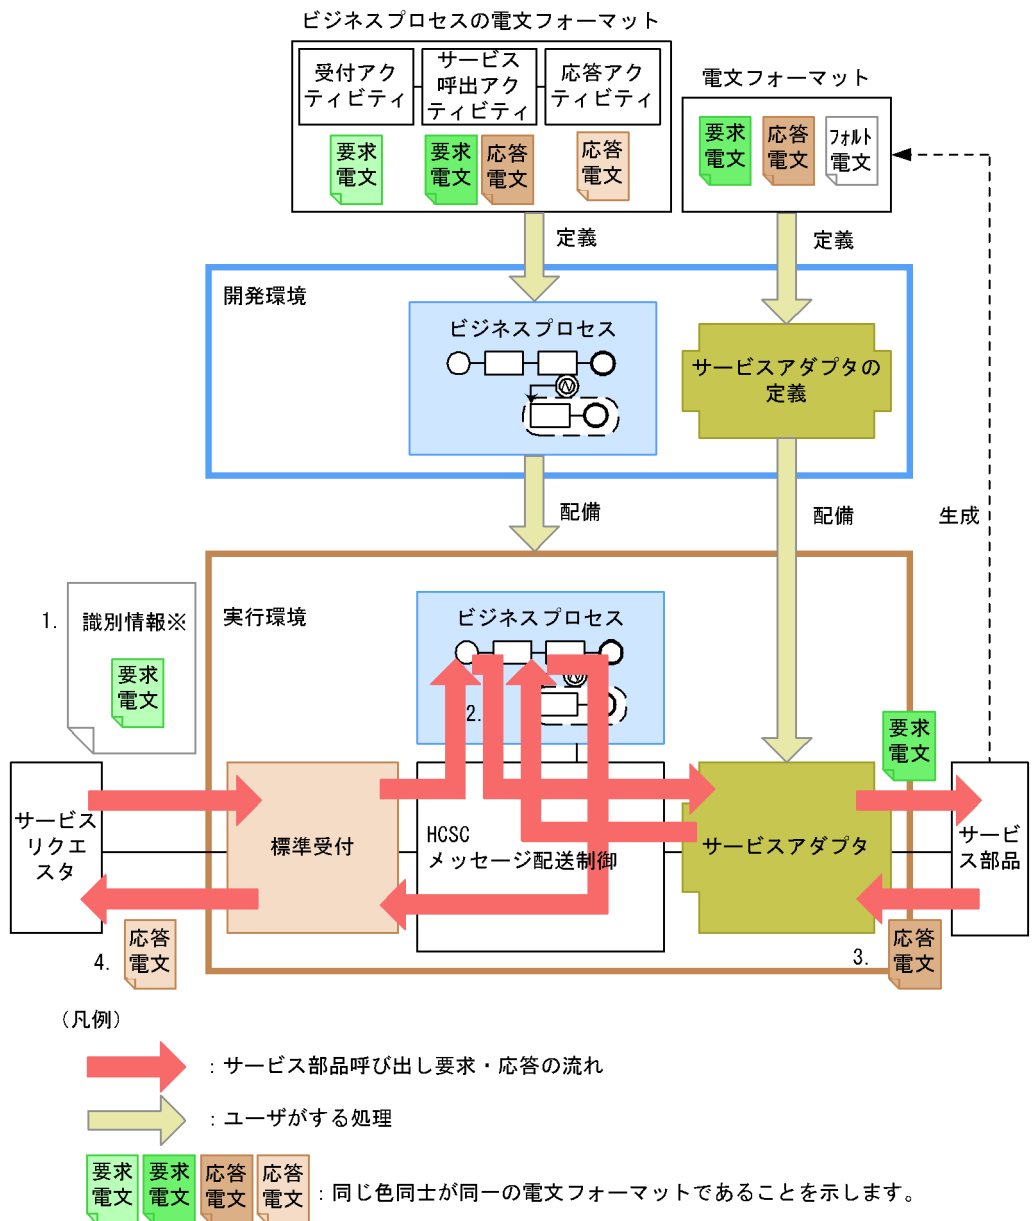 ビジネスプロセスの電文フォーマット
受付アク
ティビティ
サービス
呼出アク
ティビティ
応答アク
ティビティ
要求
電文
要求
電文
応答
電文
応答
電文
電文フォーマット
要求
電文
応答
電文
フォルト
電文
定義
定義
開発環境
ビジネスプロセス
サービスアダプタの
定義
配備
配備
生成
1.
識別情報※
要求
電文
実行環境
ビジネスプロセス
2.
要求
電文
サービス
リクエ
スタ
標準受付
HCSC
メッセージ配送制御
サービスアダプタ
サービ
ス部品
4.
応答
電文
3.
応答
電文
(凡例)
:サービス部品呼び出し要求・応答の流れ
:ユーザがする処理
要求
電文
要求
電文
応答
電文
応答
電文
:同じ色同士が同一の電文フォーマットであることを示します。